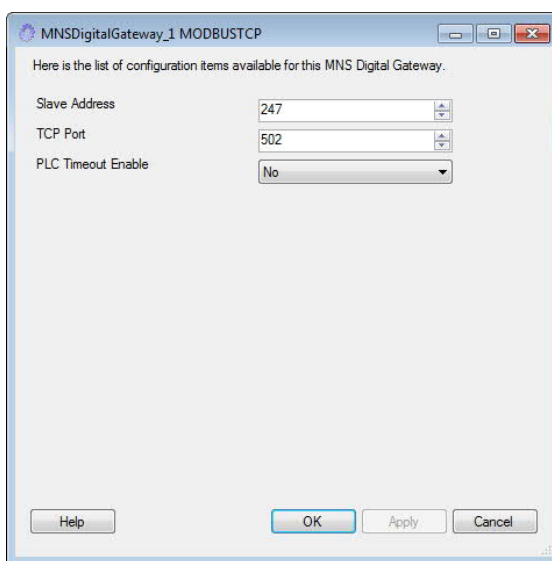 MNSDigitalGateway_1 MODBUSTCP
Here is the list of configuration items available for this MNS Digital Gateway.
Slave Address 247
TCP Port 502
PLC Timeout Enable No
Help OK Apply Cancel